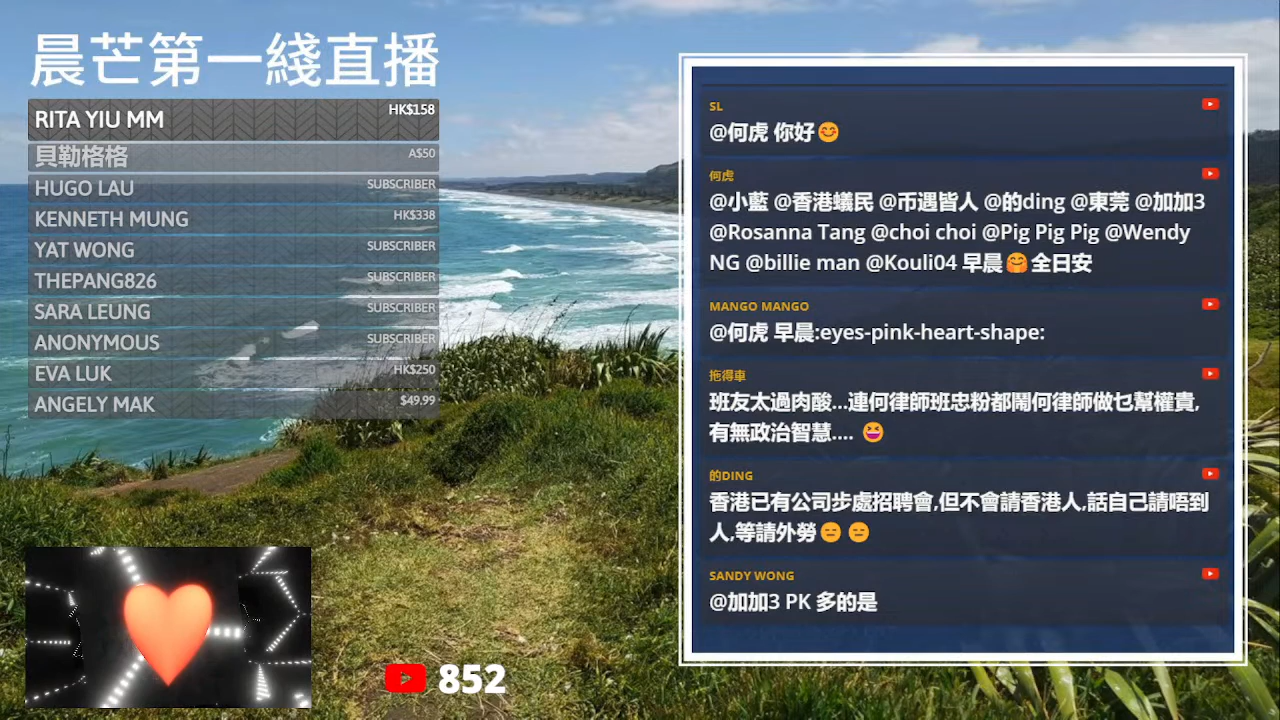 晨芒第一綫直播
RITA YIU MM HK$158
貝勒格格 A$50
HUGO LAU SUBSCRIBER
KENNETH MUNG HK$338
YAT WONG SUBSCRIBER
THEPANG826 SUBSCRIBER
SARA LEUNG SUBSCRIBER
ANONYMOUS SUBSCRIBER
EVA LUK HK$250
ANGELY MAK $49.99
SL
@何虎 你好😊
何虎
@小藍 @香港蟻民 @币遇皆人 @的ding @東莞 @加加3
@Rosanna Tang @choi choi @Pig Pig Pig @Wendy
NG @billie man @Kouli04 早晨🤗全日安
MANGO MANGO
@何虎 早晨:eyes-pink-heart-shape:
拖得車
班友太過肉酸...連何律師班忠粉都鬧何律師做乜幫權貴,
有無政治智慧.... 😆
的DING
香港已有公司步處招聘會,但不會請香港人,話自己請唔到
人,等請外勞😑 😑
SANDY WONG
@加加3 PK 多的是
852